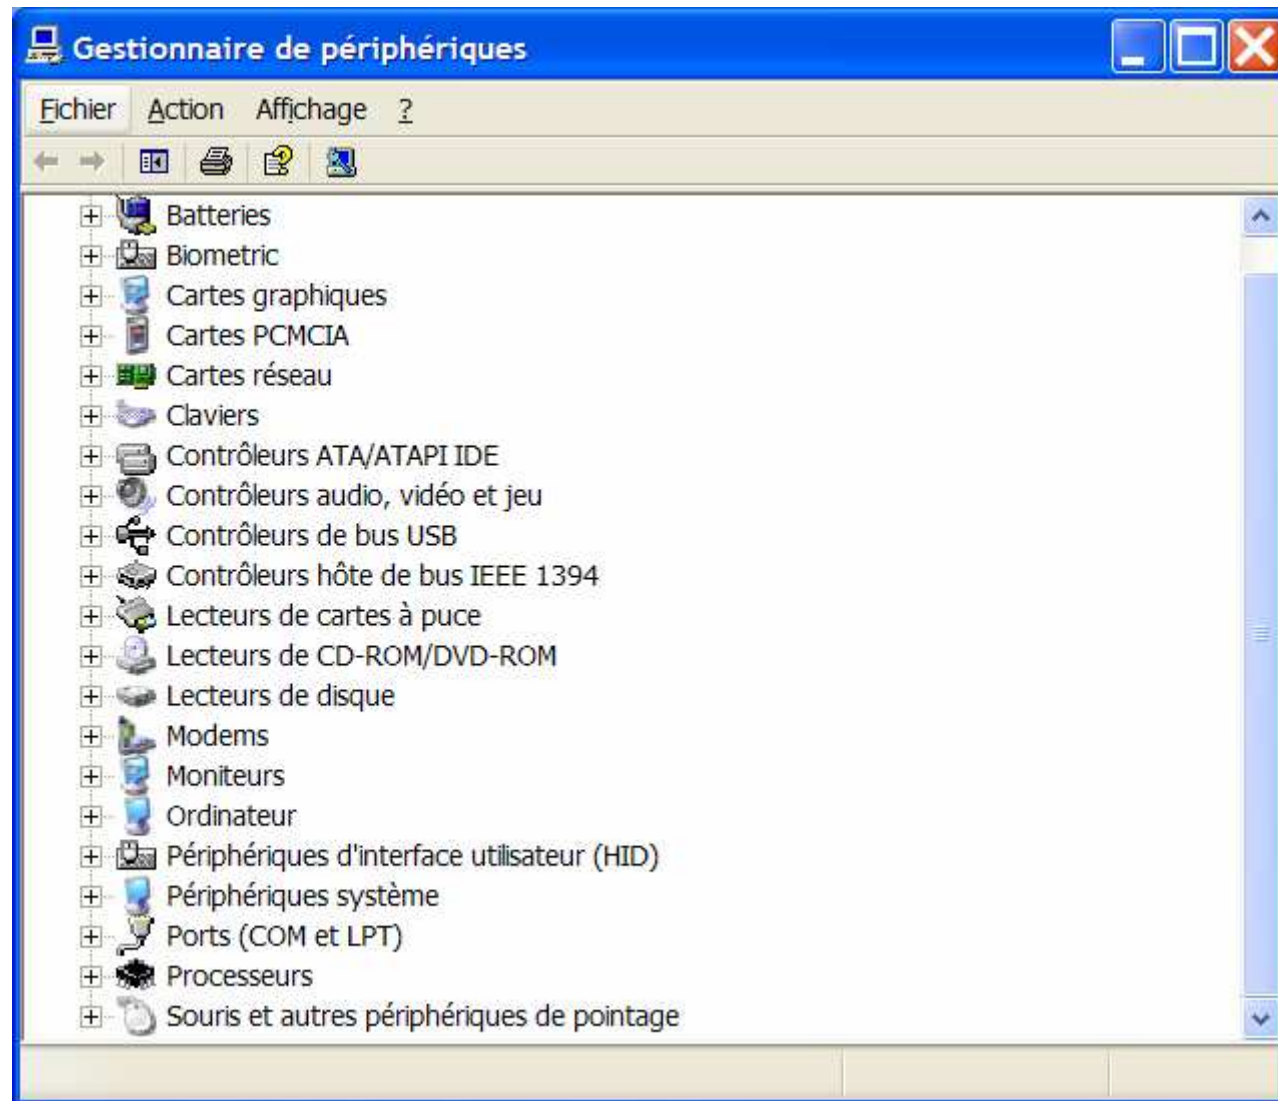 Gestionnaire de périphériques
Fichier Action Affichage ?
Batteries
Biometric
Cartes graphiques
Cartes PCMCIA
Cartes réseau
Claviers
Contrôleurs ATA/ATAPI IDE
Contrôleurs audio, vidéo et jeu
Contrôleurs de bus USB
Contrôleurs hôte de bus IEEE 1394
Lecteurs de cartes à puce
Lecteurs de CD-ROM/DVD-ROM
Lecteurs de disque
Modems
Moniteurs
Ordinateur
Périphériques d'interface utilisateur (HID)
Périphériques système
Ports (COM et LPT)
Processeurs
Souris et autres périphériques de pointage